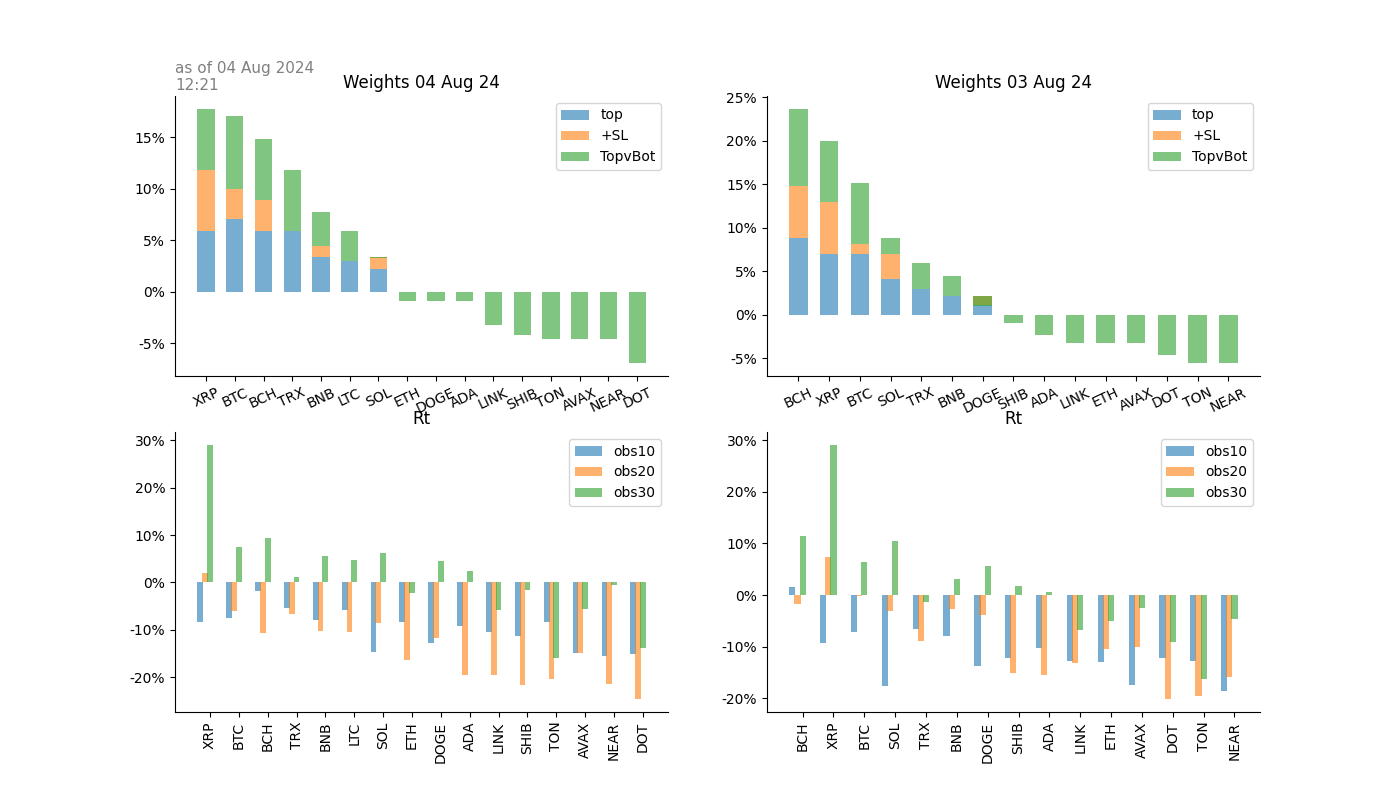 as of 04 Aug 2024
12:21
Weights 04 Aug 24
15%
10%
5%
0%
-5%
top
+SL
TopvBot
XRP BTC BCH TRX BNB LTC SOL ETH DOGE ADA LINK SHIB TON AVAX NEAR DOT
Weights 03 Aug 24
25%
20%
15%
10%
5%
0%
-5%
top
+SL
TopvBot
BCH XRP BTC SOL TRX BNB DOGE SHIB ADA LINK ETH AVAX DOT TON NEAR
Rt
30%
20%
10%
0%
-10%
-20%
obs10
obs20
obs30
XRP BTC BCH TRX BNB LTC SOL ETH DOGE ADA LINK SHIB TON AVAX NEAR DOT
Rt
30%
20%
10%
0%
-10%
-20%
obs10
obs20
obs30
BCH XRP BTC SOL TRX BNB DOGE SHIB ADA LINK ETH AVAX DOT TON NEAR